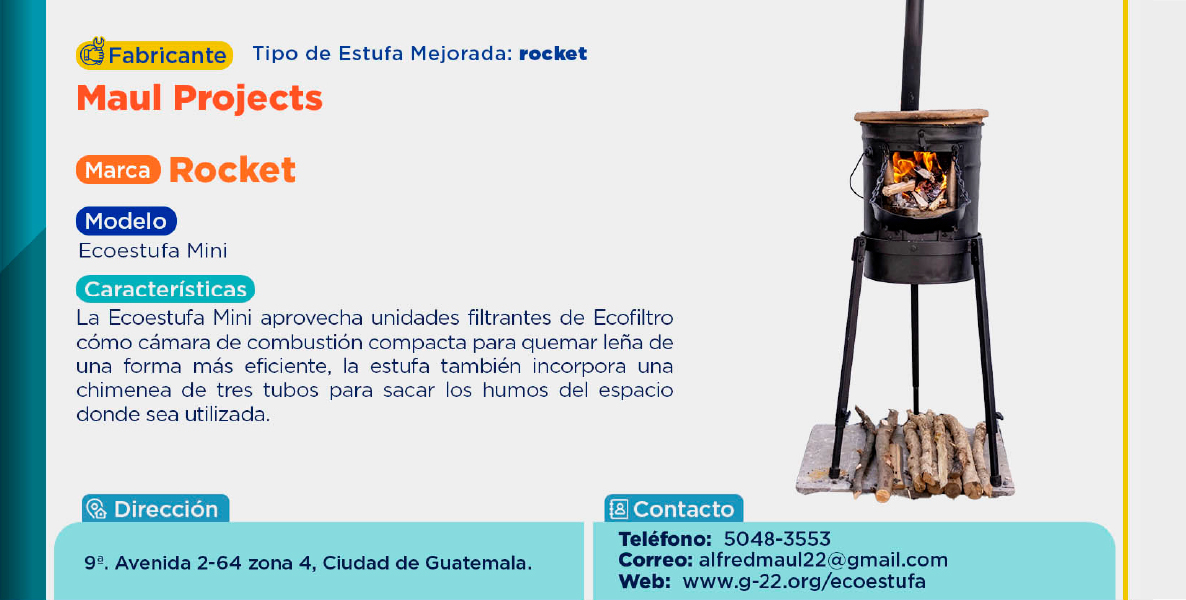 Fabricante Tipo de Estufa Mejorada: rocket
Maul Projects
Marca Rocket
Modelo
Ecoestufa Mini
Características
La Ecoestufa Mini aprovecha unidades filtrantes de Ecofiltro
cómo cámara de combustión compacta para quemar leña de
una forma más eficiente, la estufa también incorpora una
chimenea de tres tubos para sacar los humos del espacio
donde sea utilizada.
Dirección
9ª. Avenida 2-64 zona 4, Ciudad de Guatemala.
Contacto
Teléfono: 5048-3553
Correo: alfredmaul22@gmail.com
Web: www.g-22.org/ecoestufa